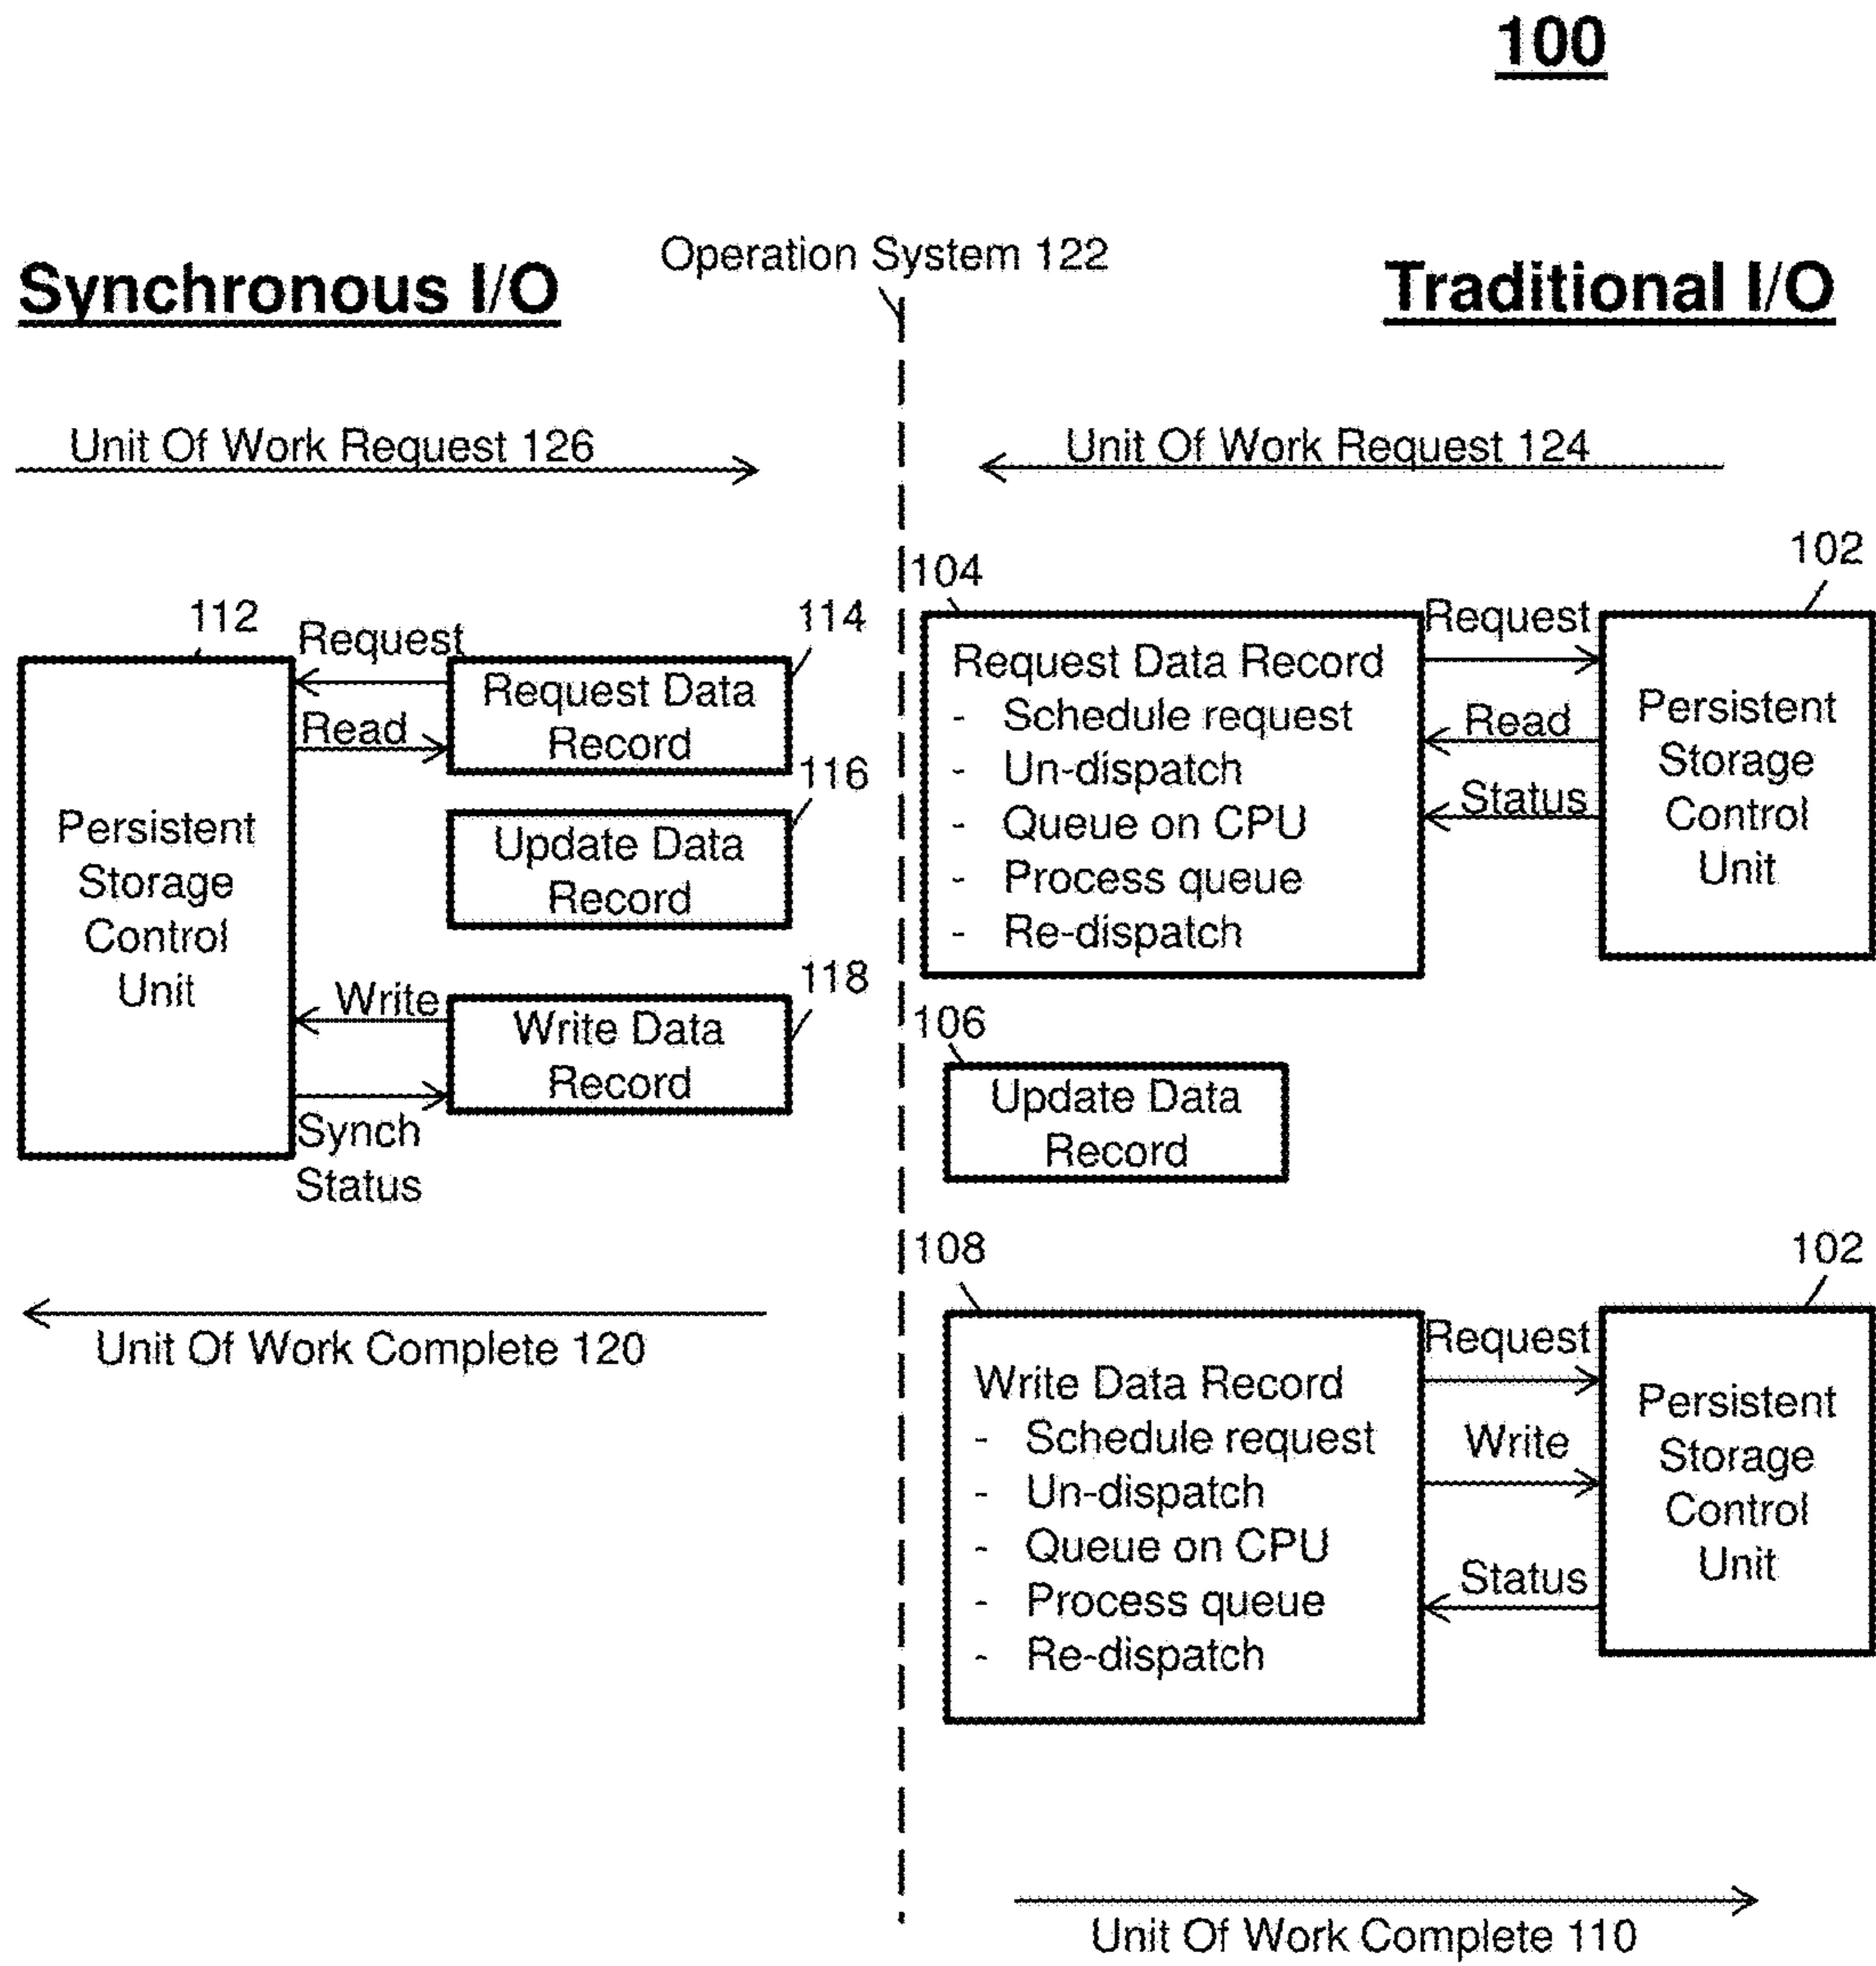 100
Operation System 122
Synchronous I/O
Traditional I/O
Unit Of Work Request 126
Unit Of Work Request 124
112
Request
Read
114
Request Data
Record
116
Update Data
Record
Persistent
Storage
Control
Unit
118
Write
Write Data
Record
Synch
Status
Unit Of Work Complete 120
104
Request Data Record
- Schedule request
- Un-dispatch
- Queue on CPU
- Process queue
- Re-dispatch
Request
Read
Status
102
Persistent
Storage
Control
Unit
106
Update Data
Record
108
Write Data Record
- Schedule request
- Un-dispatch
- Queue on CPU
- Process queue
- Re-dispatch
Request
Write
Status
102
Persistent
Storage
Control
Unit
Unit Of Work Complete 110